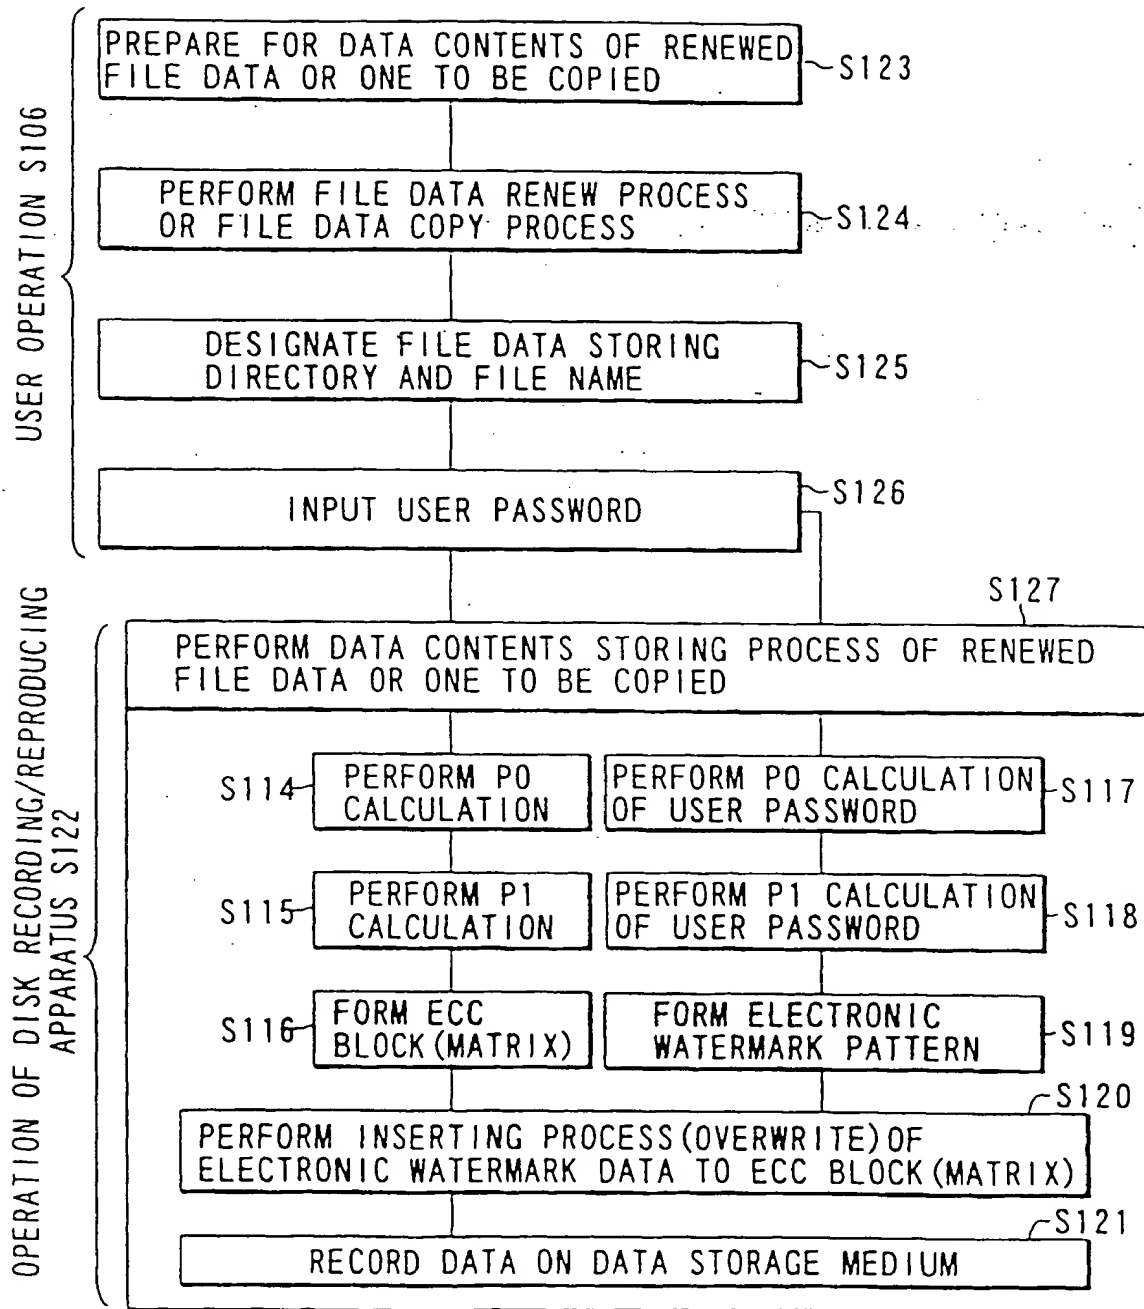 USER OPERATION S106
PREPARE FOR DATA CONTENTS OF RENEWED
FILE DATA OR ONE TO BE COPIED
S123
PERFORM FILE DATA RENEW PROCESS
OR FILE DATA COPY PROCESS
S124
DESIGNATE FILE DATA STORING
DIRECTORY AND FILE NAME
S125
INPUT USER PASSWORD
S126
OPERATION OF DISK RECORDING/REPRODUCING
APPARATUS S122
S127
PERFORM DATA CONTENTS STORING PROCESS OF RENEWED
FILE DATA OR ONE TO BE COPIED
S114
PERFORM PO
CALCULATION
PERFORM PO CALCULATION
OF USER PASSWORD
S117
S115
PERFORM P1
CALCULATION
PERFORM P1 CALCULATION
OF USER PASSWORD
S118
S116
FORM ECC
BLOCK(MATRIX)
FORM ELECTRONIC
WATERMARK PATTERN
S119
S120
PERFORM INSERTING PROCESS(OVERWRITE)OF
ELECTRONIC WATERMARK DATA TO ECC BLOCK(MATRIX)
S121
RECORD DATA ON DATA STORAGE MEDIUM